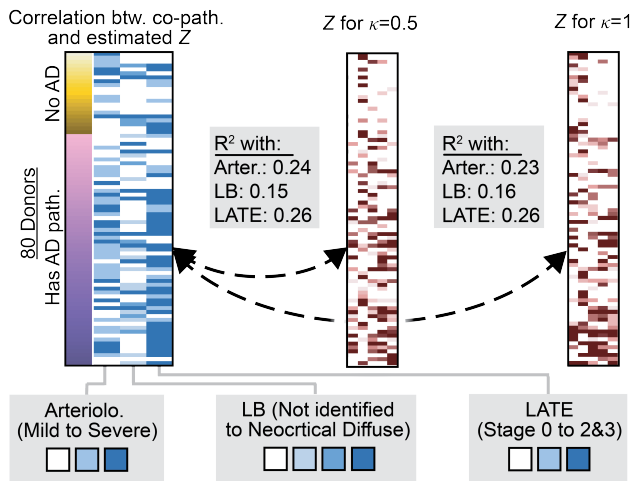 Correlation btw. co-path.
and estimated Z
Z for κ=0.5
Z for κ=1
No AD
80 Donors
Has AD path.
R² with:
Arter.: 0.24
LB: 0.15
LATE: 0.26
R² with:
Arter.: 0.23
LB: 0.16
LATE: 0.26
Arteriolo.
(Mild to Severe)
LB (Not identified
to Neocrtical Diffuse)
LATE
(Stage 0 to 2&3)